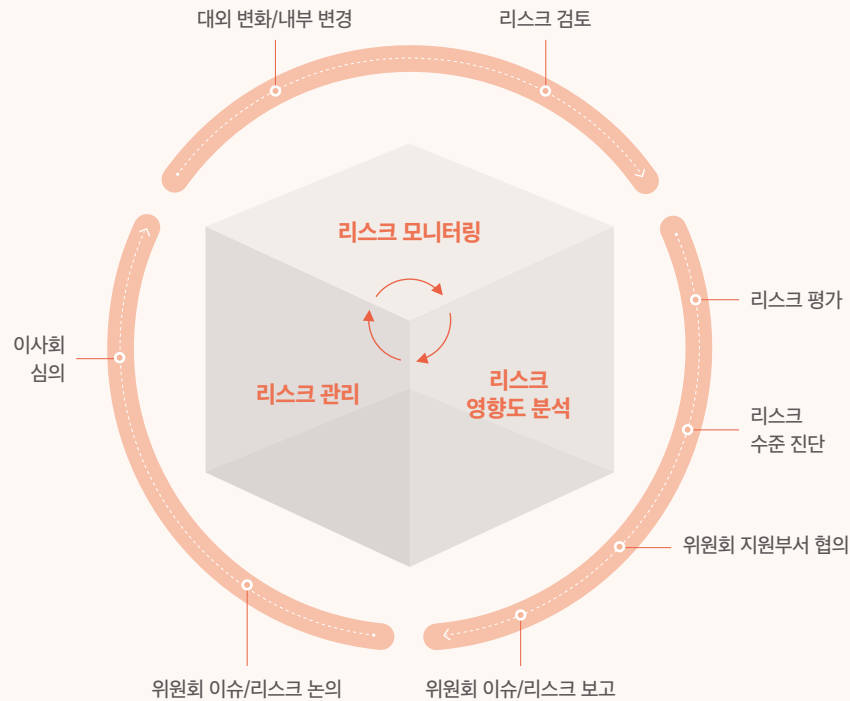 대외 변화/내부 변경
리스크 검토
리스크 모니터링
리스크 평가
이사회
심의
리스크 관리
리스크
영향도 분석
리스크
수준 진단
위원회 지원부서 협의
위원회 이슈/리스크 논의
위원회 이슈/리스크 보고